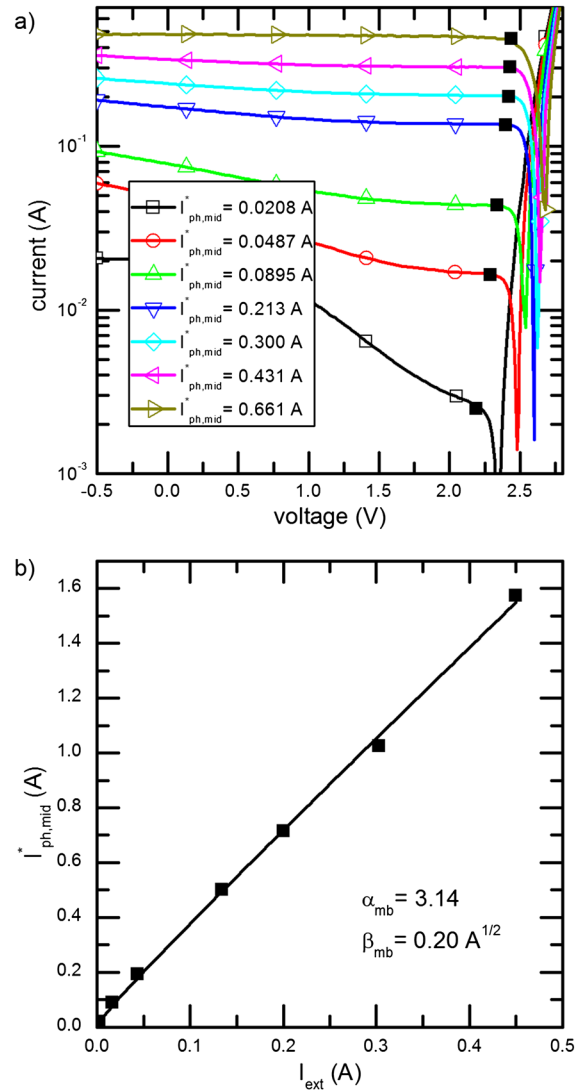 a)
current (A)
10⁻¹
10⁻²
10⁻³
I*ph,mid = 0.0208 A
I*ph,mid = 0.0487 A
I*ph,mid = 0.0895 A
I*ph,mid = 0.213 A
I*ph,mid = 0.300 A
I*ph,mid = 0.431 A
I*ph,mid = 0.661 A
-0.5 0.0 0.5 1.0 1.5 2.0 2.5
voltage (V)
b)
I*ph,mid (A)
1.6
1.4
1.2
1.0
0.8
0.6
0.4
0.2
0.0
αmb = 3.14
βmb = 0.20 A^1/2
0.0 0.1 0.2 0.3 0.4 0.5
Iext (A)